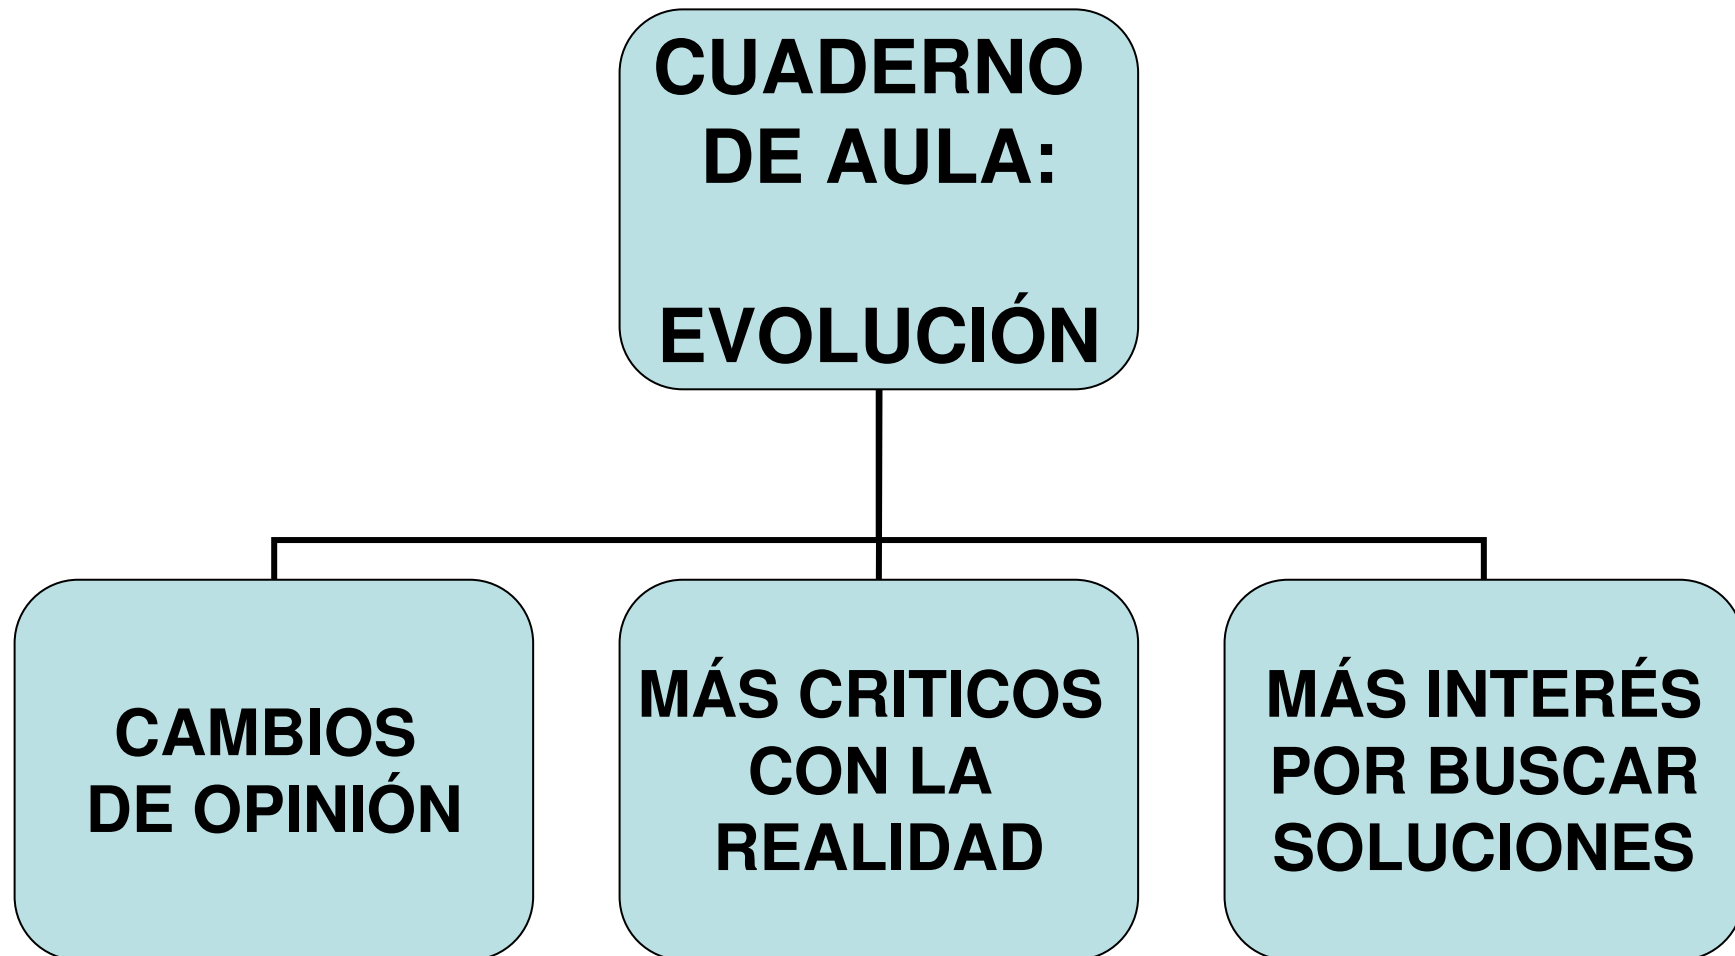 CUADERNO
DE AULA:
EVOLUCIÓN
CAMBIOS
DE OPINIÓN
MÁS CRITICOS
CON LA
REALIDAD
MÁS INTERÉS
POR BUSCAR
SOLUCIONES